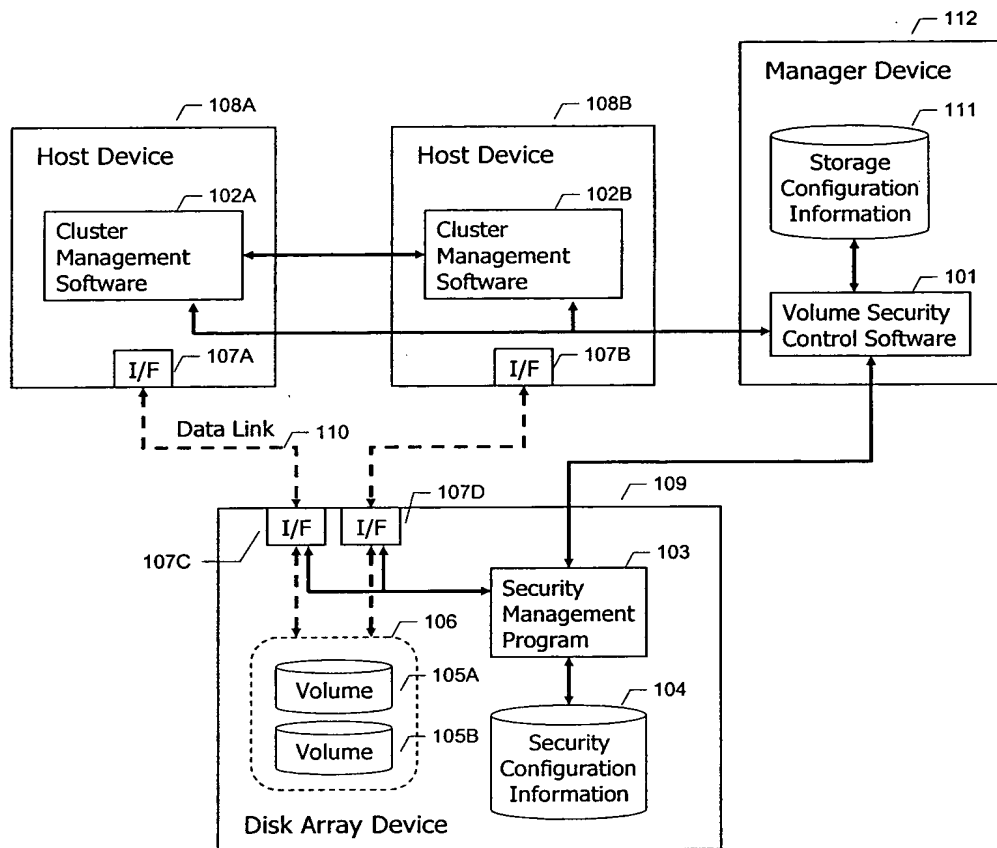 112
Manager Device
111
Storage
Configuration
Information
101
Volume Security
Control Software
108A
Host Device
102A
Cluster
Management
Software
107A
I/F
108B
Host Device
102B
Cluster
Management
Software
107B
I/F
Data Link
110
109
107D
I/F
I/F
107C
103
Security
Management
Program
106
105A
Volume
105B
Volume
104
Security
Configuration
Information
Disk Array Device